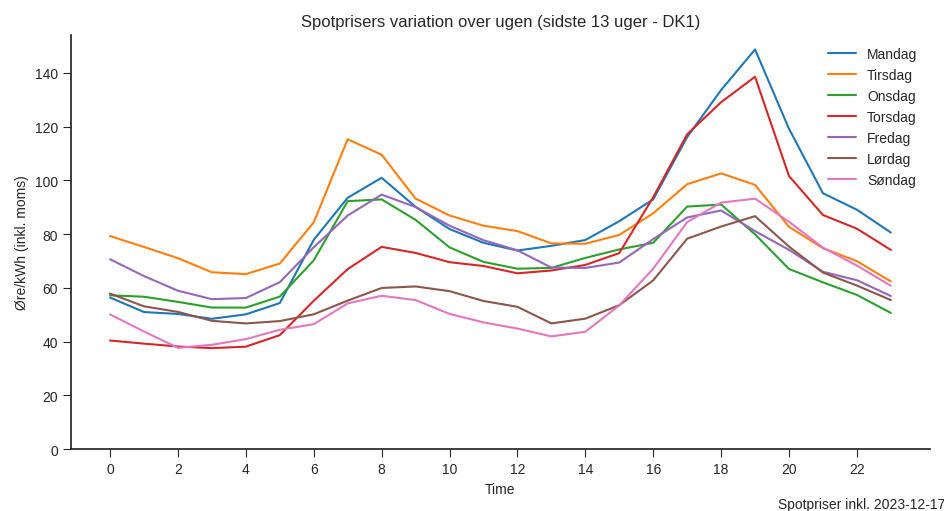 Spotprisers variation over ugen (sidste 13 uger - DK1)
Øre/kWh (inkl. moms)
140
120
100
80
60
40
20
0
Mandag
Tirsdag
Onsdag
Torsdag
Fredag
Lørdag
Søndag
0 2 4 6 8 10 12 14 16 18 20 22
Time
Spotpriser inkl. 2023-12-17